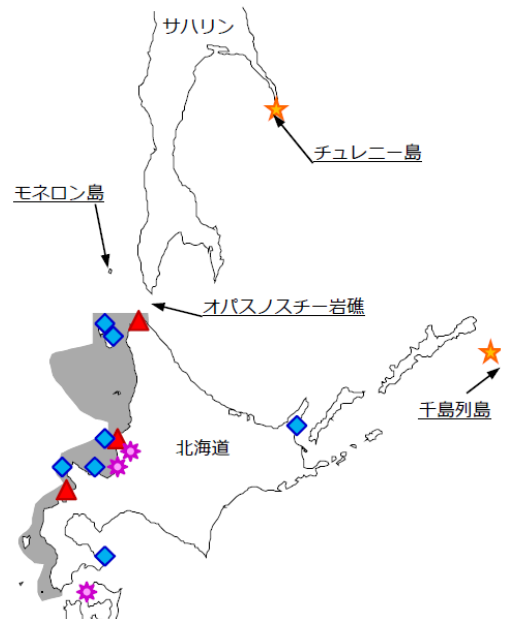 サハリン
チュレニー島
モネロン島
オパスノスチー岩礁
千島列島
北海道